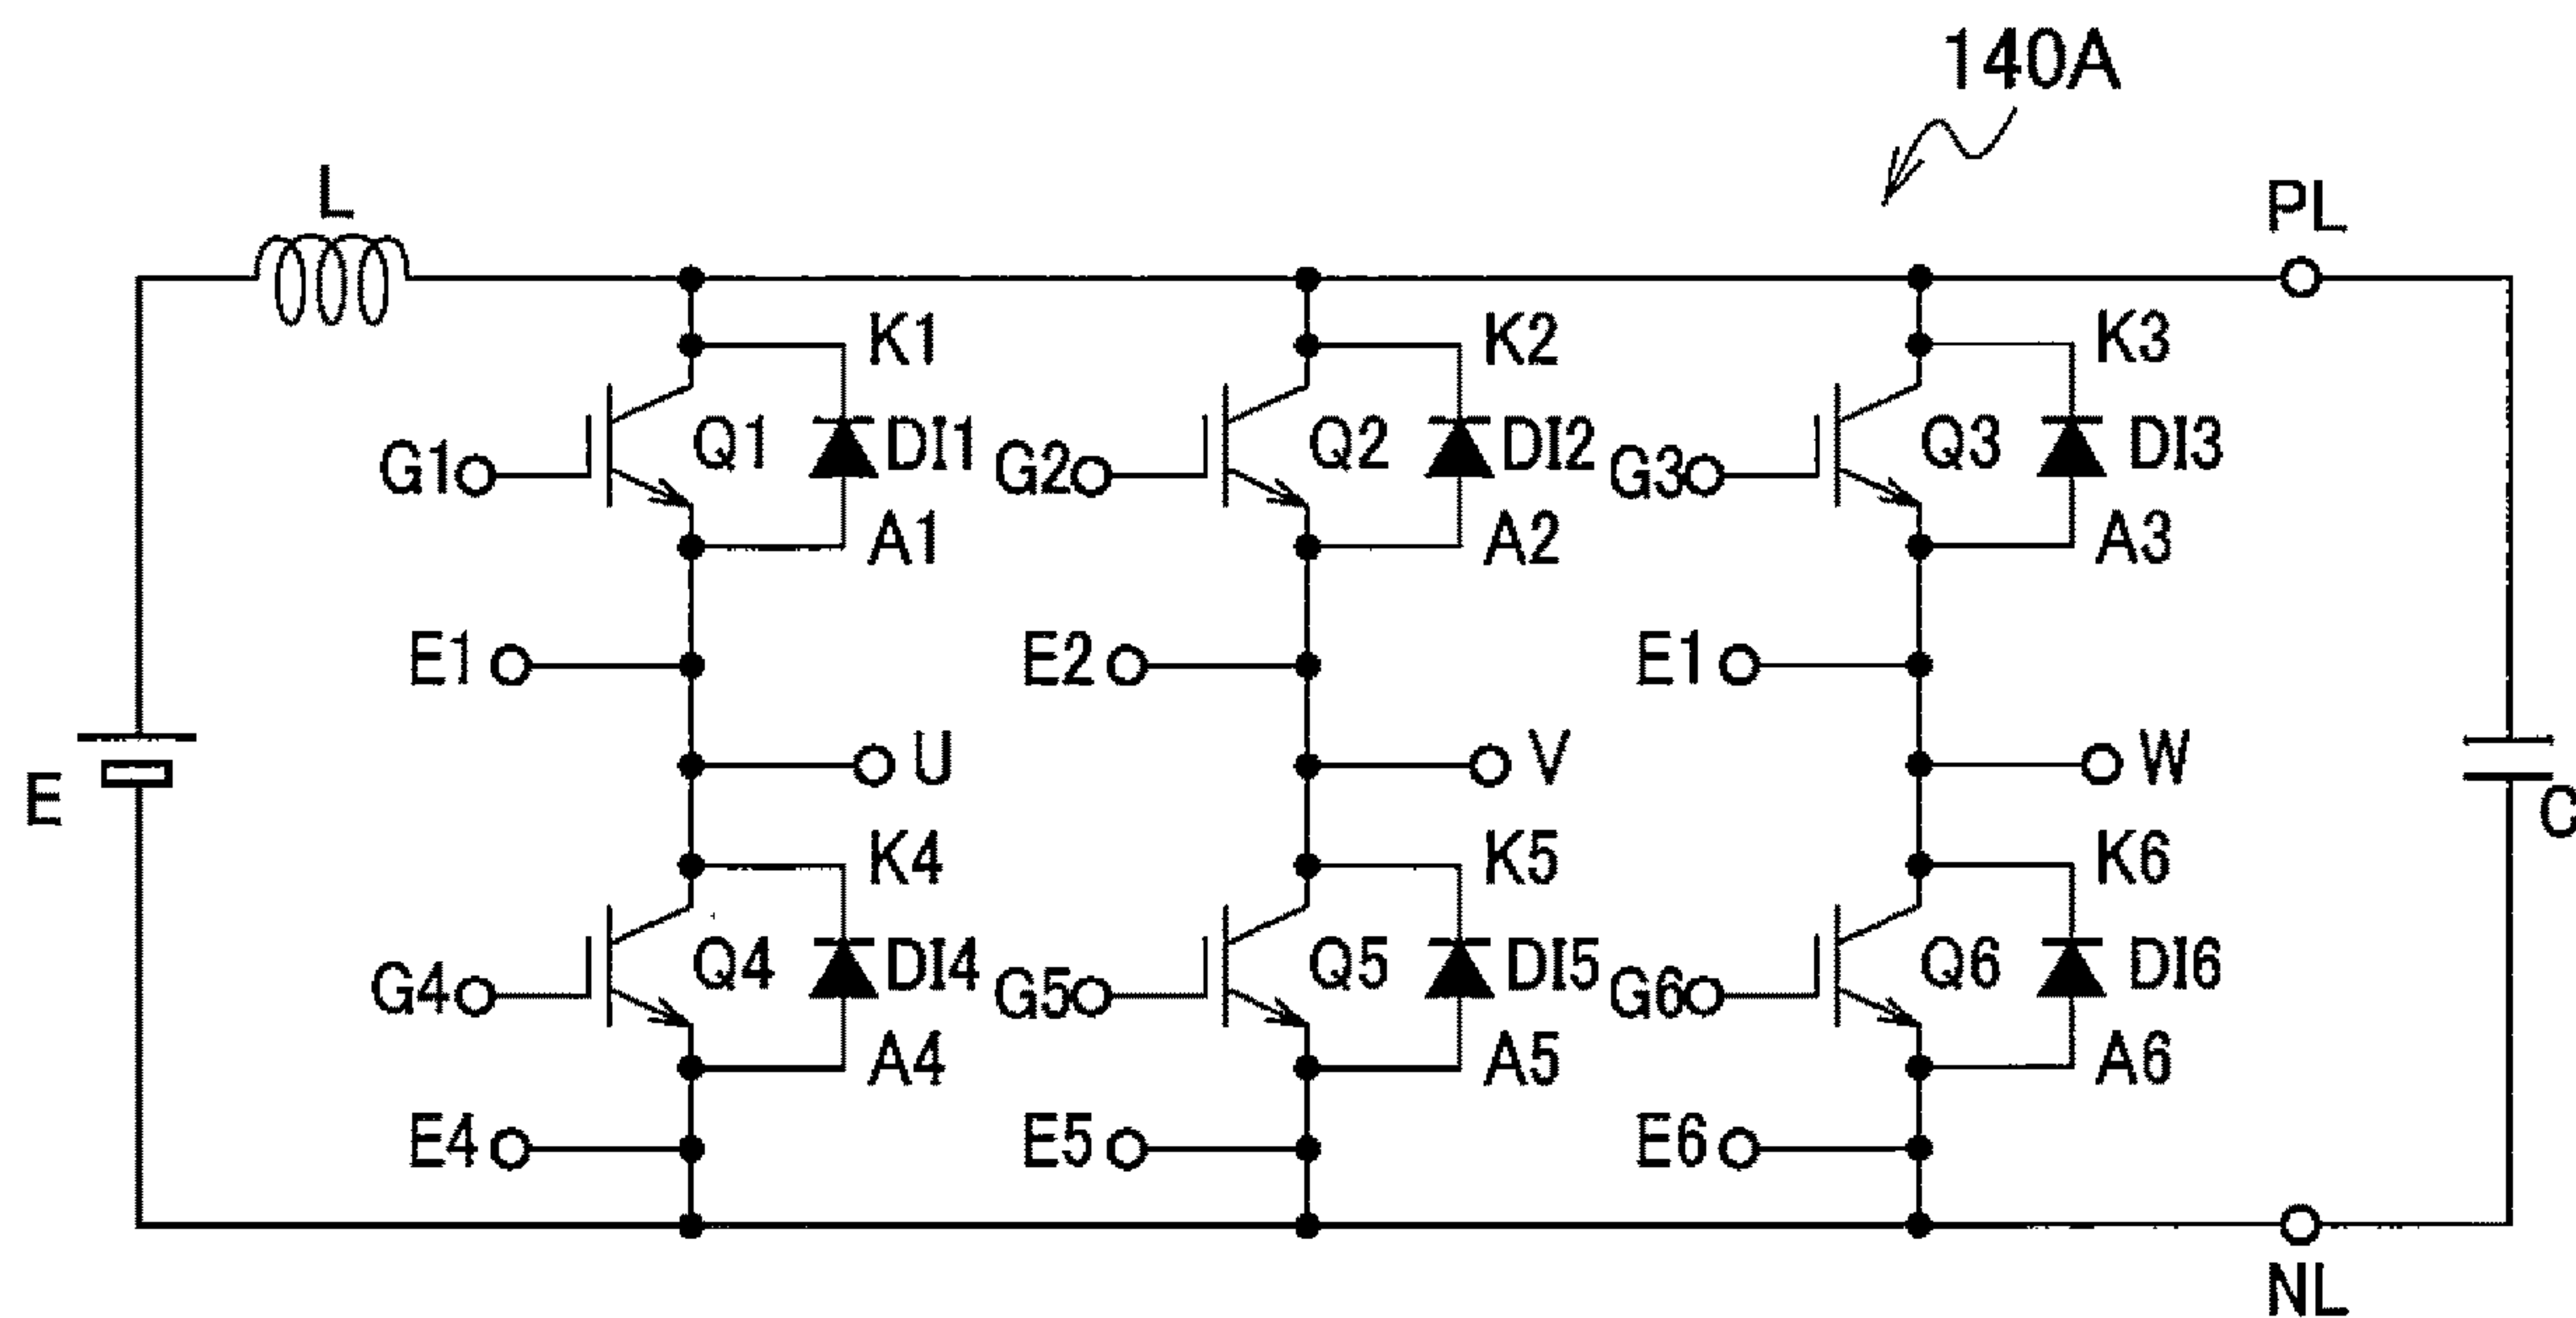 140A
L
PL
K1 K2 K3
G1 Q1 DI1 G2 Q2 DI2 G3 Q3 DI3
A1 A2 A3
E1 E2 E1
U V W
E C
K4 K5 K6
G4 Q4 DI4 G5 Q5 DI5 G6 Q6 DI6
A4 A5 A6
E4 E5 E6
NL